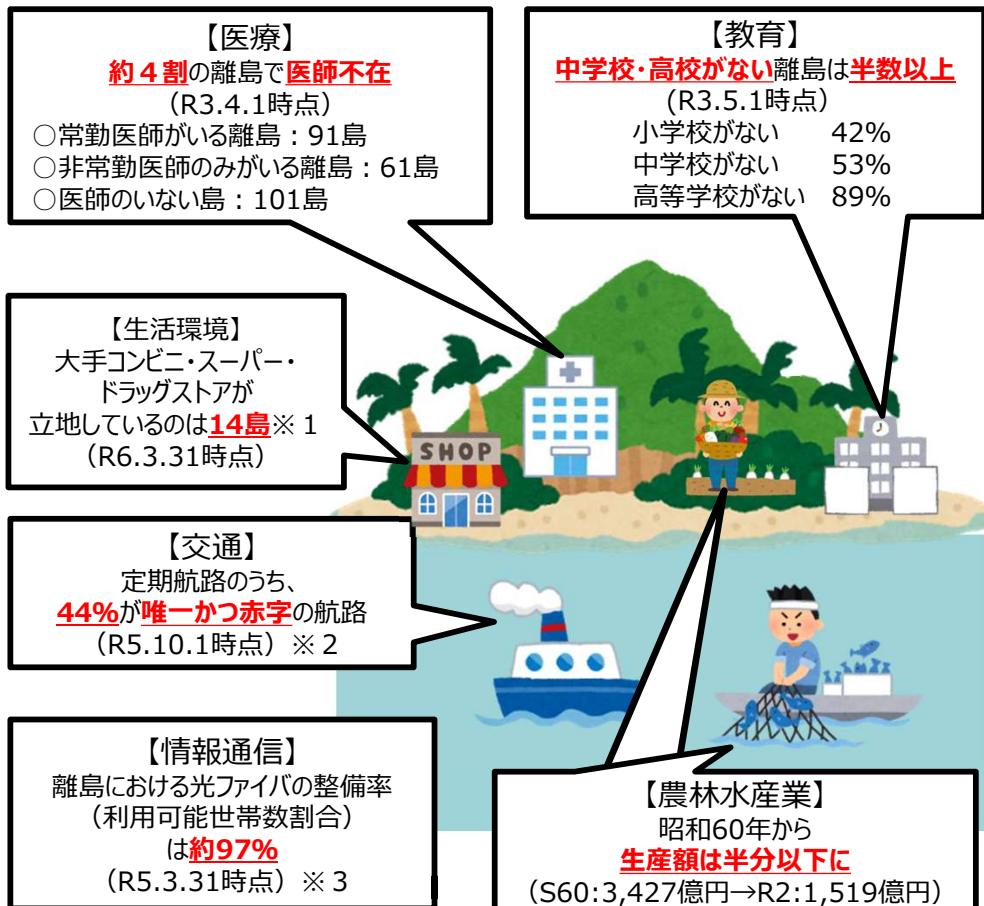 【医療】
約４割の離島で医師不在
(R3.4.1時点)
○常勤医師がいる離島：91島
○非常勤医師のみがいる離島：61島
○医師のいない島：101島
【教育】
中学校・高校がない離島は半数以上
(R3.5.1時点)
小学校がない 42%
中学校がない 53%
高等学校がない 89%
【生活環境】
大手コンビニ・スーパー・
ドラッグストアが
立地しているのは14島※１
(R6.3.31時点)
SHOP
【交通】
定期航路のうち、
44%が唯一かつ赤字の航路
(R5.10.1時点) ※２
【情報通信】
離島における光ファイバの整備率
(利用可能世帯数割合)
は約97%
(R5.3.31時点) ※３
【農林水産業】
昭和60年から
生産額は半分以下に
(S60:3,427億円→R2:1,519億円)